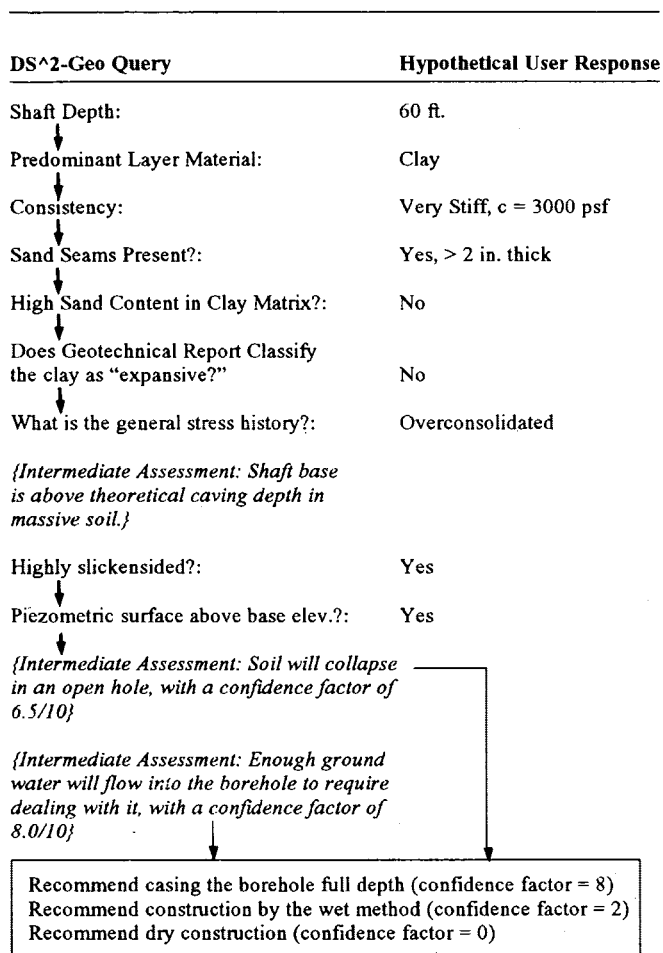 DS^2-Geo Query Hypothetical User Response
Shaft Depth: 60 ft.
Predominant Layer Material: Clay
Consistency: Very Stiff, c = 3000 psf
Sand Seams Present?: Yes, > 2 in. thick
High Sand Content in Clay Matrix?: No
Does Geotechnical Report Classify
the clay as "expansive?" No
What is the general stress history?: Overconsolidated
{Intermediate Assessment: Shaft base
is above theoretical caving depth in
massive soil.}
Highly slickensided?: Yes
Piezometric surface above base elev.?: Yes
{Intermediate Assessment: Soil will collapse
in an open hole, with a confidence factor of
6.5/10}
{Intermediate Assessment: Enough ground
water will flow into the borehole to require
dealing with it, with a confidence factor of
8.0/10}
Recommend casing the borehole full depth (confidence factor = 8)
Recommend construction by the wet method (confidence factor = 2)
Recommend dry construction (confidence factor = 0)